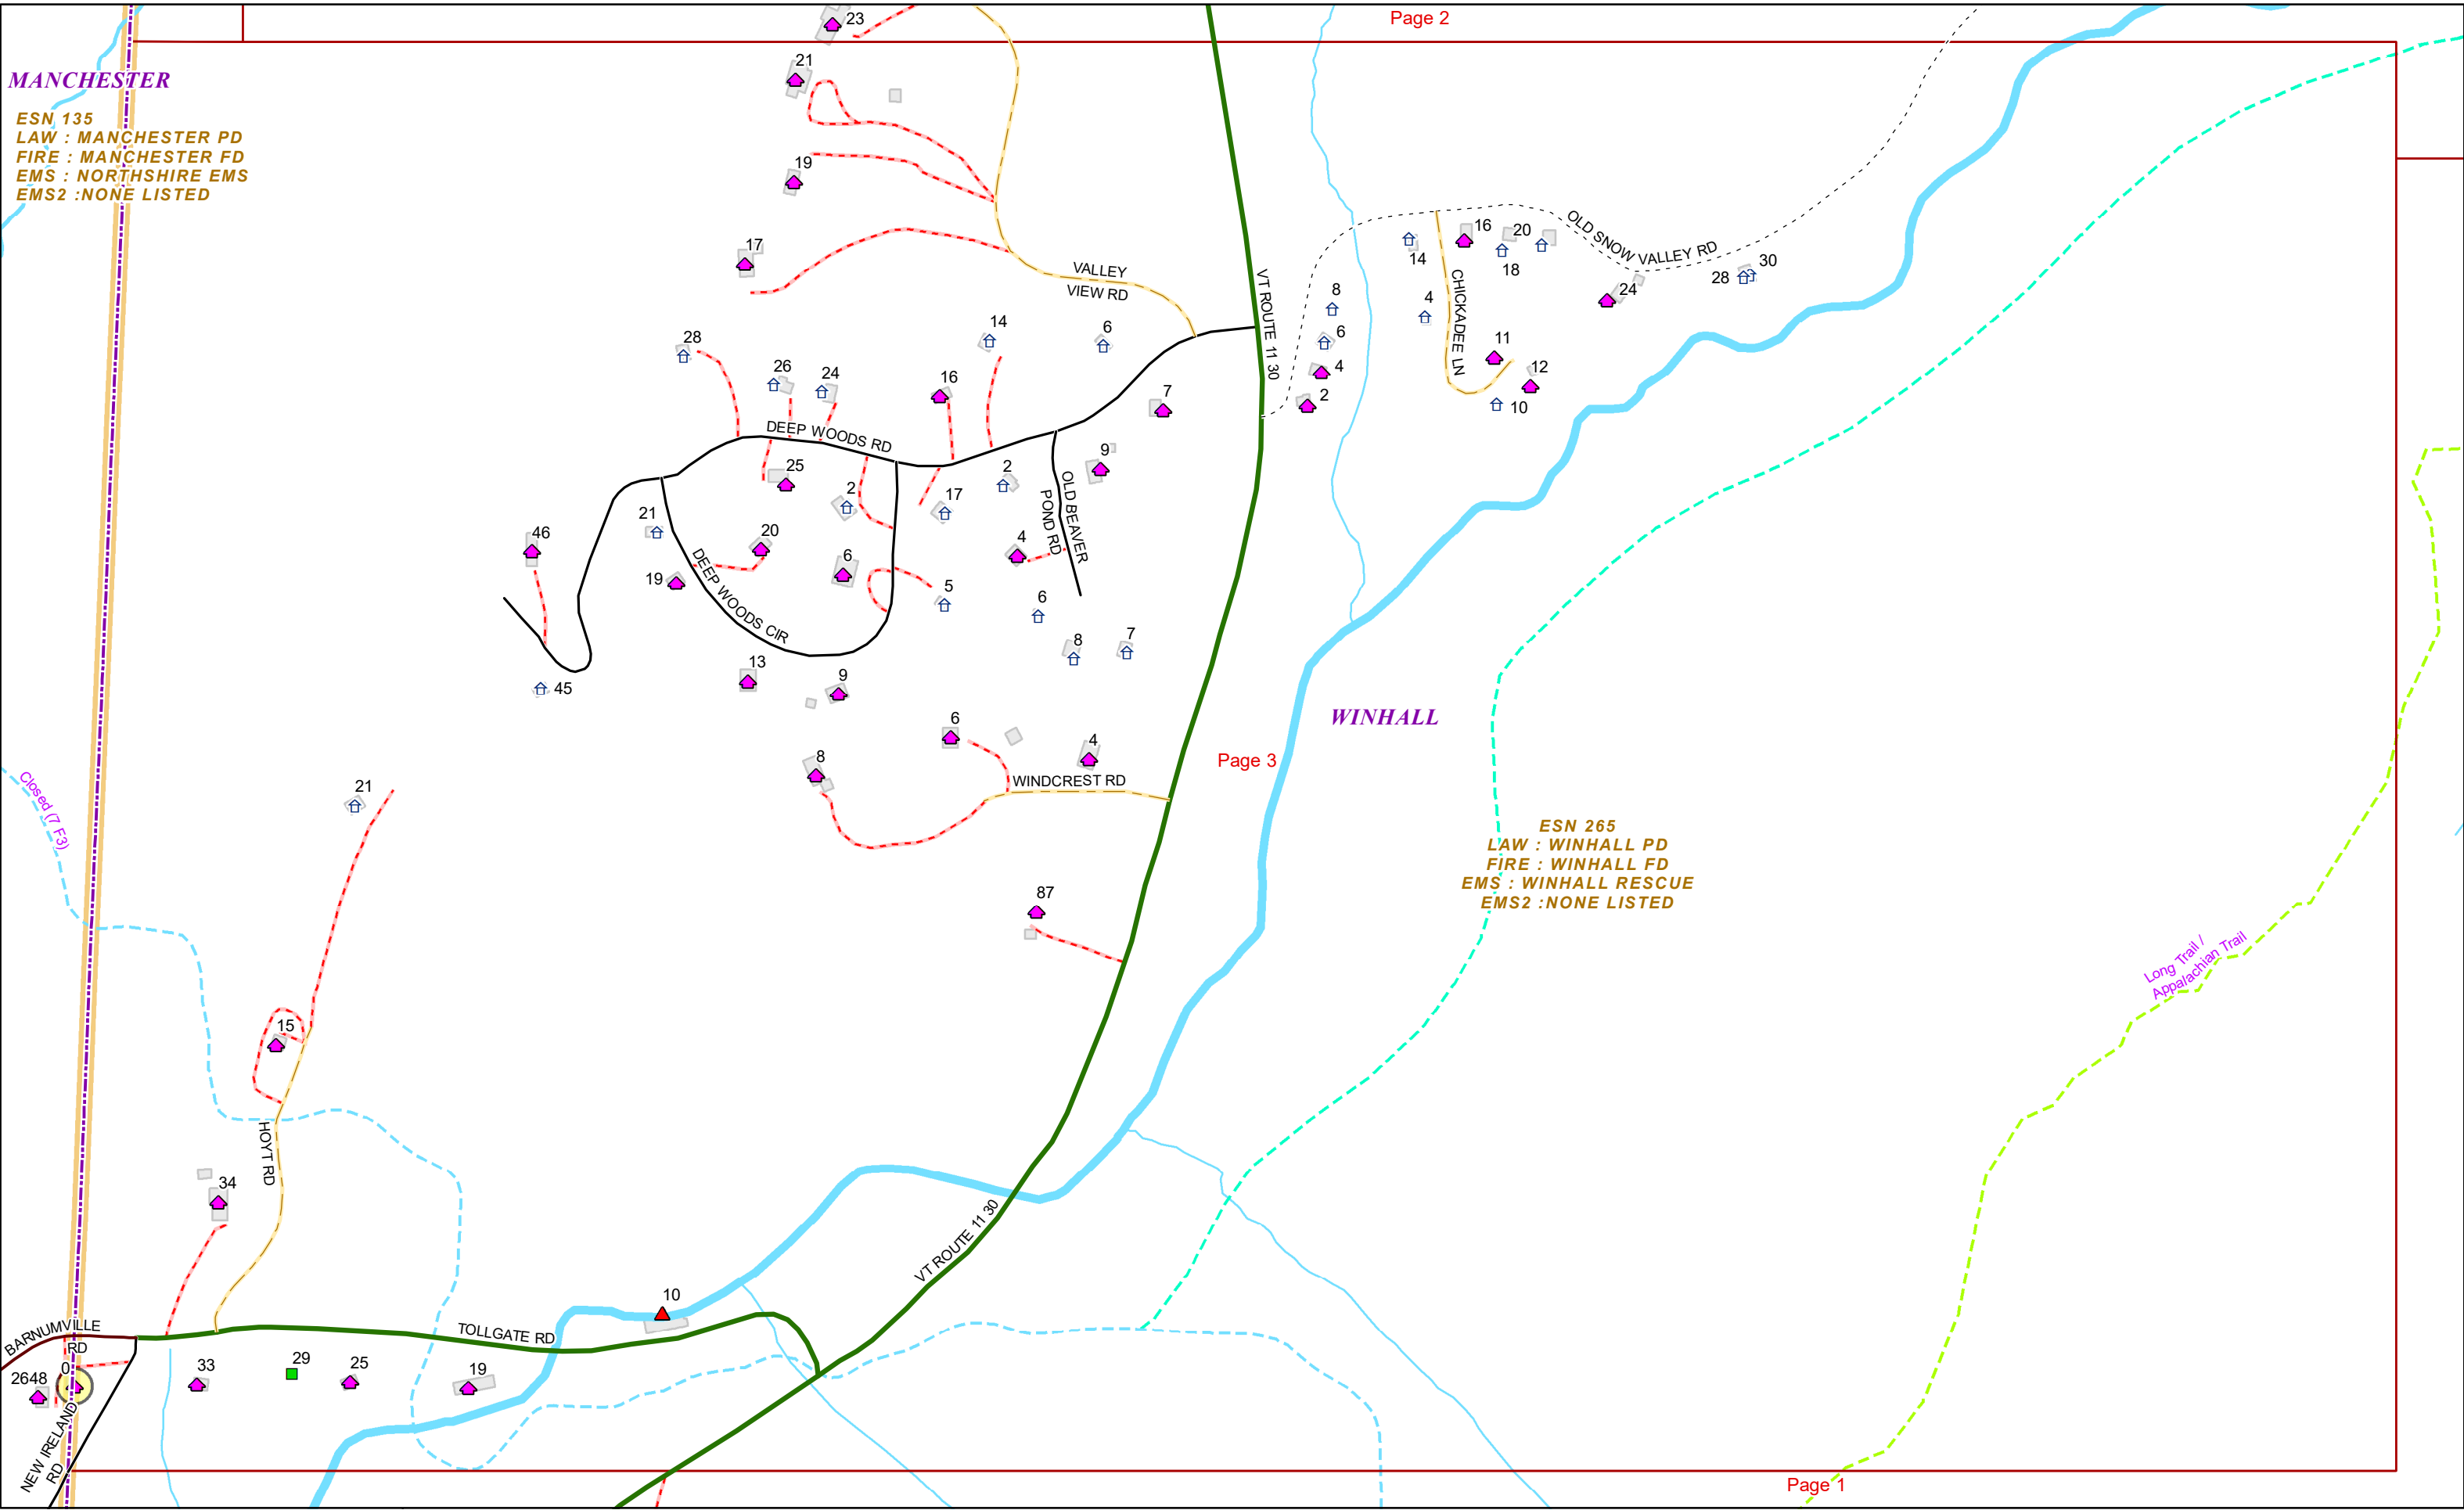 Page 2
23
MANCHESTER
21
ESN 135
LAW : MANCHESTER PD
FIRE : MANCHESTER FD
EMS : NORTHSHIRE EMS
EMS2 :NONE LISTED
19
17
VALLEY
VIEW RD
VT ROUTE 11 30
OLD SNOW VALLEY RD
16
20
14
18
30
28
24
8
4
6
CHICKADEE LN
4
2
11
12
10
28
14
6
26
24
16
7
DEEP WOODS RD
25
2
17
2
9
OLD BEAVER
POND RD
21
46
20
19
6
4
5
6
DEEP WOODS CIR
8
7
13
9
45
6
4
8
WINDCREST RD
WINHALL
Page 3
21
Closed (7 F3)
ESN 265
LAW : WINHALL PD
FIRE : WINHALL FD
EMS : WINHALL RESCUE
EMS2 :NONE LISTED
87
Long Trail /
Appalachian Trail
15
HOYT RD
34
VT ROUTE 11 30
10
BARNUMVILLE
RD
TOLLGATE RD
0
2648
33
29
25
19
NEW IRELAND
RD
Page 1